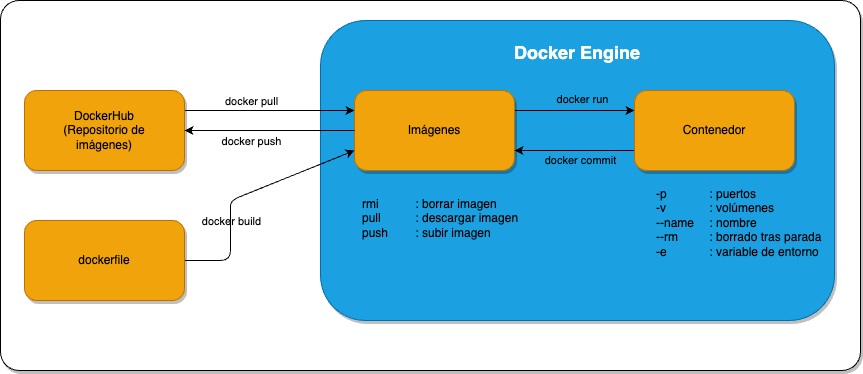 Docker Engine
DockerHub
(Repositorio de
imágenes)
docker pull
docker push
Imágenes
docker run
docker commit
Contenedor
docker build
dockerfile
rmi : borrar imagen
pull : descargar imagen
push : subir imagen
-p : puertos
-v : volúmenes
--name : nombre
--rm : borrado tras parada
-e : variable de entorno